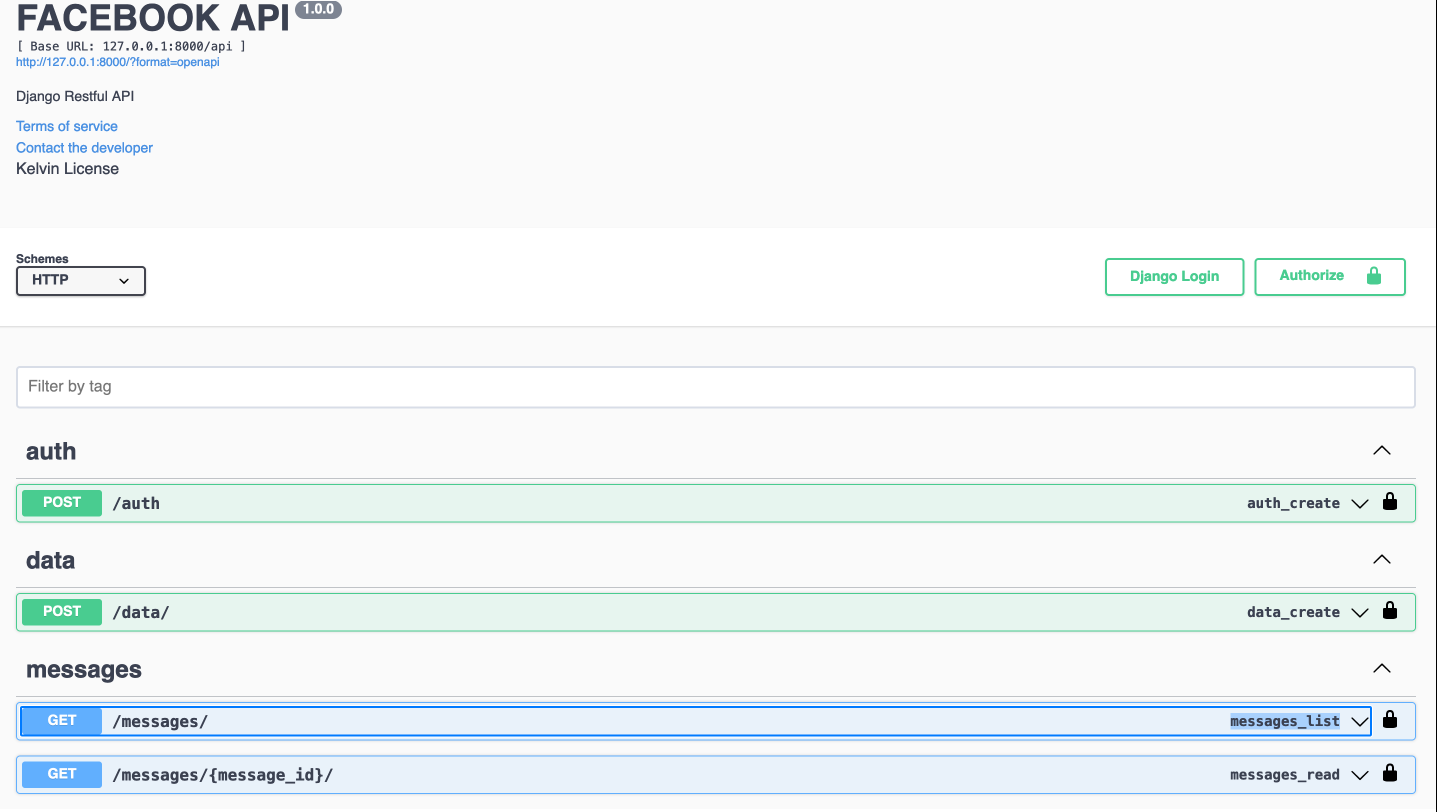 FACEBOOK API 1.0.0
[ Base URL: 127.0.0.1:8000/api ]
http://127.0.0.1:8000/?format=openapi
Django Restful API
Terms of service
Contact the developer
Kelvin License
Schemes
HTTP
Django Login
Authorize
Filter by tag
auth
POST /auth auth_create
data
POST /data/ data_create
messages
GET /messages/ messages_list
GET /messages/{message_id}/ messages_read